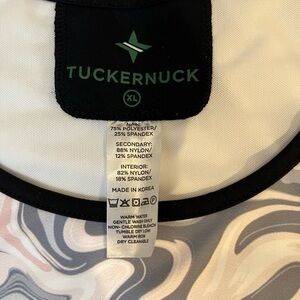 TUCKERNUCK
XL
75% POLYESTER/
25% SPANDEX
SECONDARY:
88% NYLON/
12% SPANDEX
INTERIOR:
82% NYLON/
18% SPANDEX
MADE IN KOREA
WARM WATER
GENTLE WASH ONLY
NON-CHLORINE BLEACK
TUMBLE DRY LOW
WARM IRON
DRY CLEANABLE